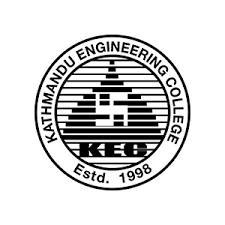 KATHMANDU ENGINEERING COLLEGE
KEC
Estd. 1998